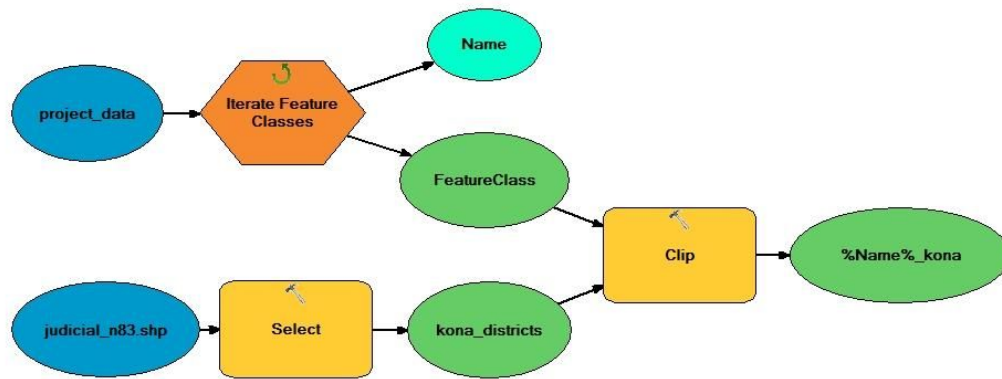 Name
project_data
Iterate Feature
Classes
FeatureClass
Clip
%Name%_kona
judicial_n83.shp
Select
kona_districts